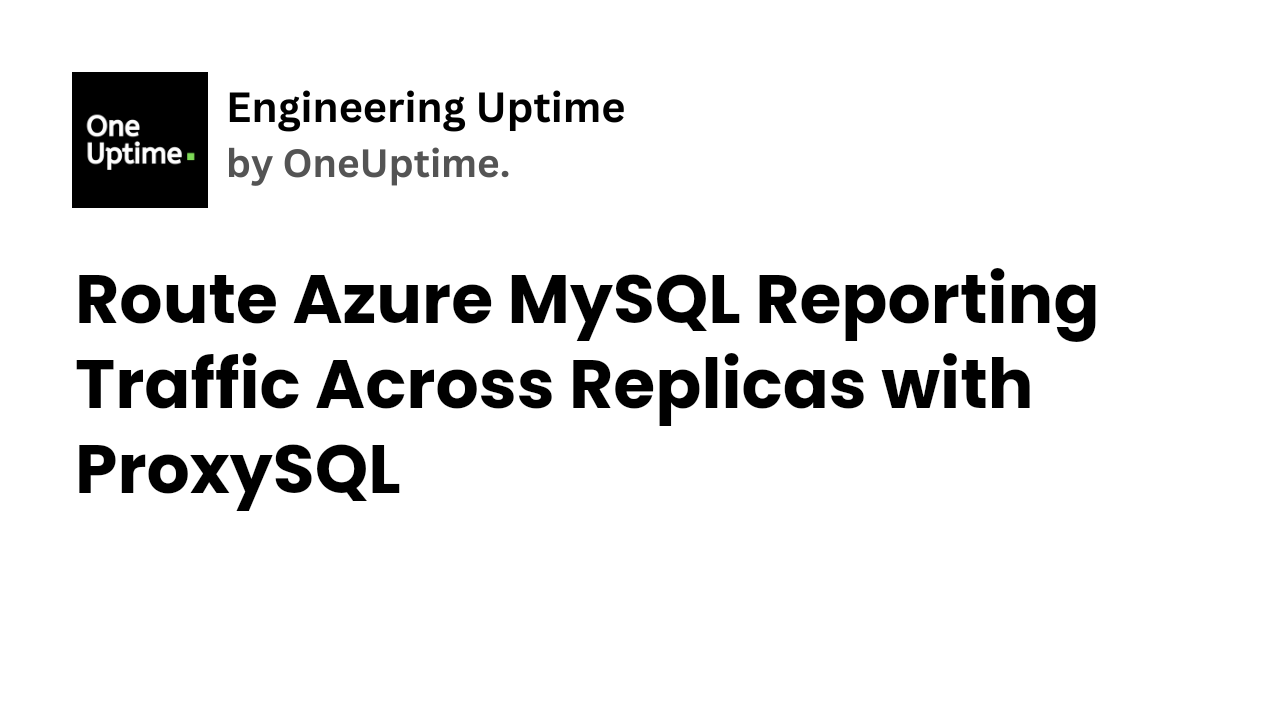 One
Uptime.
Engineering Uptime
by OneUptime.
Route Azure MySQL Reporting
Traffic Across Replicas with
ProxySQL